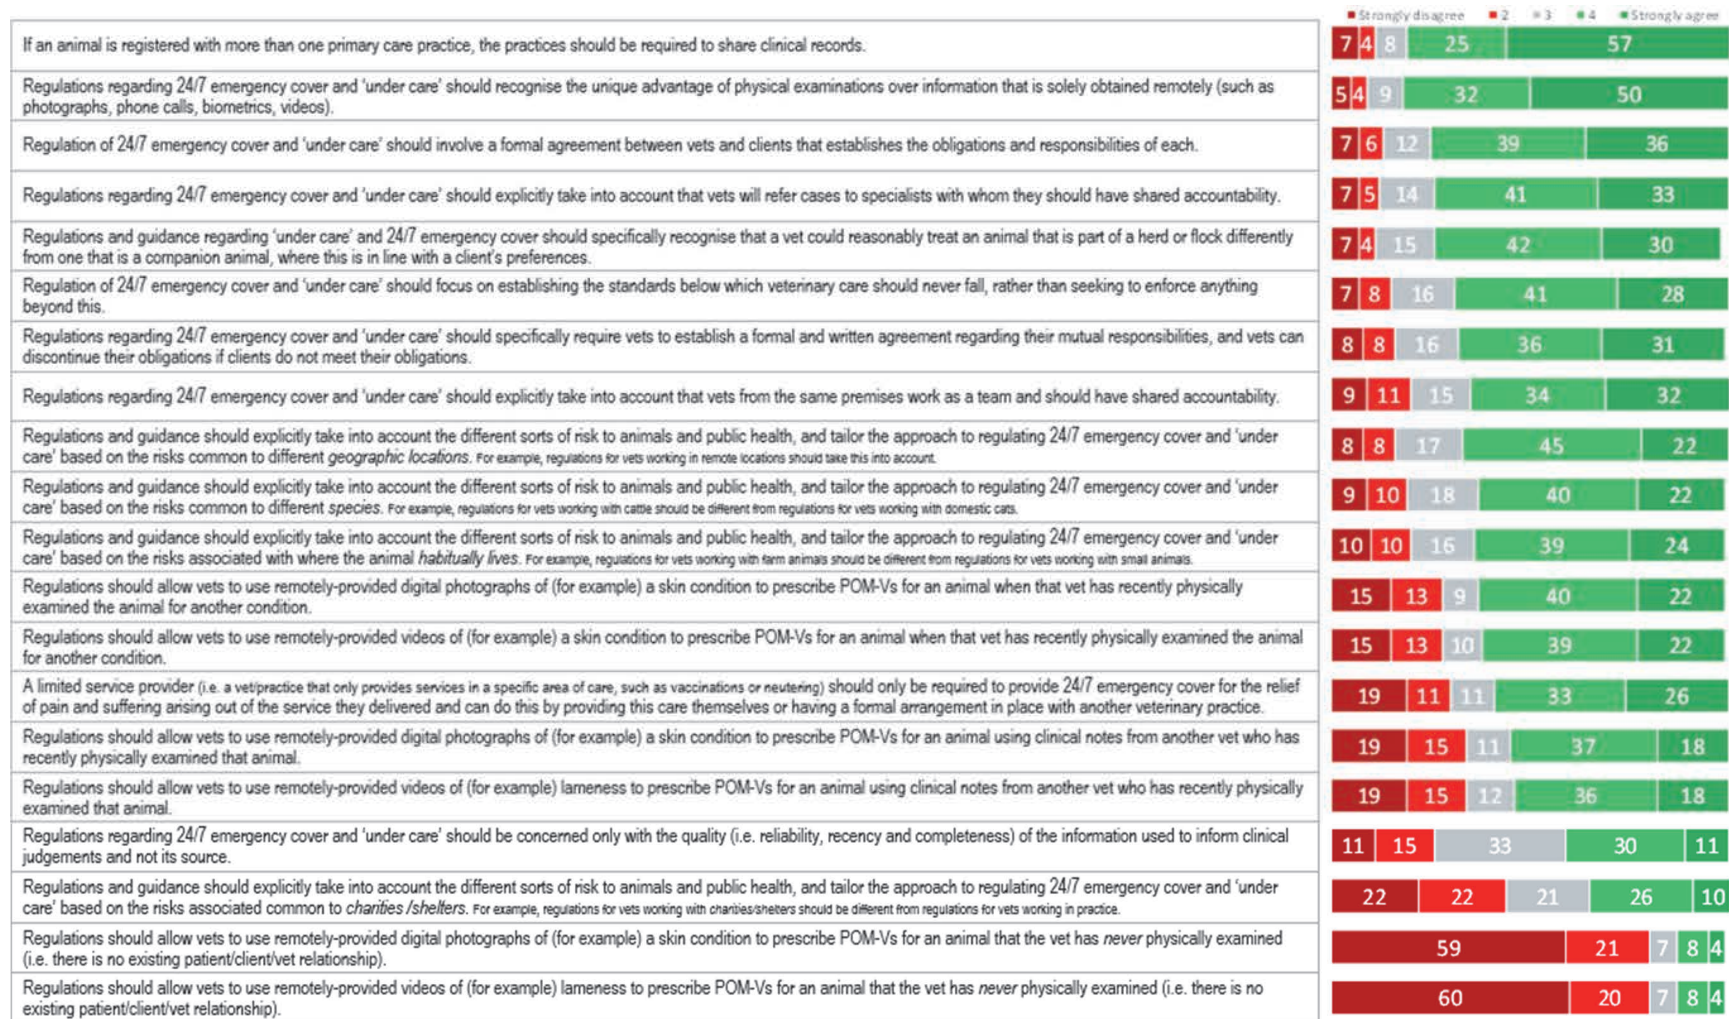 Strongly disagree 2 3 4 Strongly agree
If an animal is registered with more than one primary care practice, the practices should be required to share clinical records.
7 4 8 25 57
Regulations regarding 24/7 emergency cover and 'under care' should recognise the unique advantage of physical examinations over information that is solely obtained remotely (such as
photographs, phone calls, biometrics, videos).
5 4 9 32 50
Regulation of 24/7 emergency cover and 'under care' should involve a formal agreement between vets and clients that establishes the obligations and responsibilities of each.
7 6 12 39 36
Regulations regarding 24/7 emergency cover and 'under care' should explicitly take into account that vets will refer cases to specialists with whom they should have shared accountability.
7 5 14 41 33
Regulations and guidance regarding 'under care' and 24/7 emergency cover should specifically recognise that a vet could reasonably treat an animal that is part of a herd or flock differently
from one that is a companion animal, where this is in line with a client's preferences.
7 4 15 42 30
Regulation of 24/7 emergency cover and 'under care' should focus on establishing the standards below which veterinary care should never fall, rather than seeking to enforce anything
beyond this.
7 8 16 41 28
Regulations regarding 24/7 emergency cover and 'under care' should specifically require vets to establish a formal and written agreement regarding their mutual responsibilities, and vets can
discontinue their obligations if clients do not meet their obligations.
8 8 16 36 31
Regulations regarding 24/7 emergency cover and 'under care' should explicitly take into account that vets from the same premises work as a team and should have shared accountability.
9 11 15 34 32
Regulations and guidance should explicitly take into account the different sorts of risk to animals and public health, and tailor the approach to regulating 24/7 emergency cover and 'under
care' based on the risks common to different geographic locations. For example, regulations for vets working in remote locations should take this into account.
8 8 17 45 22
Regulations and guidance should explicitly take into account the different sorts of risk to animals and public health, and tailor the approach to regulating 24/7 emergency cover and 'under
care' based on the risks common to different species. For example, regulations for vets working with cattle should be different from regulations for vets working with domestic cats.
9 10 18 40 22
Regulations and guidance should explicitly take into account the different sorts of risk to animals and public health, and tailor the approach to regulating 24/7 emergency cover and 'under
care' based on the risks associated with where the animal habitually lives. For example, regulations for vets working with farm animals should be different from regulations for vets working with small animals.
10 10 16 39 24
Regulations should allow vets to use remotely-provided digital photographs of (for example) a skin condition to prescribe POM-Vs for an animal when that vet has recently physically
examined the animal for another condition.
15 13 9 40 22
Regulations should allow vets to use remotely-provided videos of (for example) a skin condition to prescribe POM-Vs for an animal when that vet has recently physically examined the animal
for another condition.
15 13 10 39 22
A limited service provider (i.e. a vet/practice that only provides services in a specific area of care, such as vaccinations or neutering) should only be required to provide 24/7 emergency cover for the relief
of pain and suffering arising out of the service they delivered and can do this by providing this care themselves or having a formal arrangement in place with another veterinary practice.
19 11 11 33 26
Regulations should allow vets to use remotely-provided digital photographs of (for example) a skin condition to prescribe POM-Vs for an animal using clinical notes from another vet who has
recently physically examined that animal.
19 15 11 37 18
Regulations should allow vets to use remotely-provided videos of (for example) lameness to prescribe POM-Vs for an animal using clinical notes from another vet who has recently physically
examined that animal.
19 15 12 36 18
Regulations regarding 24/7 emergency cover and 'under care' should be concerned only with the quality (i.e. reliability, recency and completeness) of the information used to inform clinical
judgements and not its source.
11 15 33 30 11
Regulations and guidance should explicitly take into account the different sorts of risk to animals and public health, and tailor the approach to regulating 24/7 emergency cover and 'under
care' based on the risks associated common to charities /shelters. For example, regulations for vets working with charities/shelters should be different from regulations for vets working in practice.
22 22 21 26 10
Regulations should allow vets to use remotely-provided digital photographs of (for example) a skin condition to prescribe POM-Vs for an animal that the vet has never physically examined
(i.e. there is no existing patient/client/vet relationship).
59 21 7 8 4
Regulations should allow vets to use remotely-provided videos of (for example) lameness to prescribe POM-Vs for an animal that the vet has never physically examined (i.e. there is no
existing patient/client/vet relationship).
60 20 7 8 4